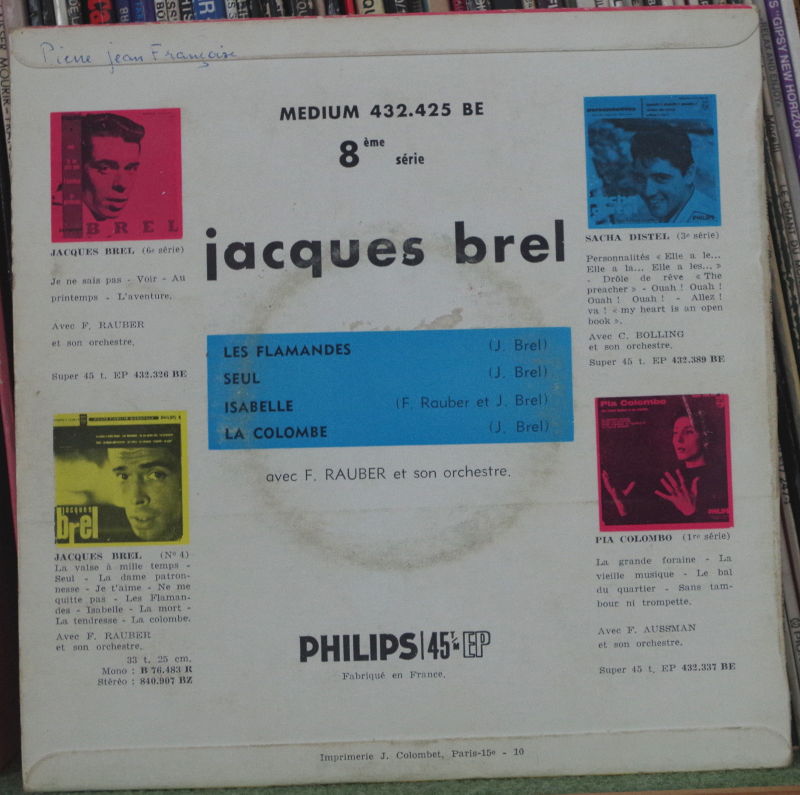 Pierre jean Françoise
MEDIUM 432.425 BE
8ème série
jacques brel
LES FLAMANDES (J. Brel)
SEUL (J. Brel)
ISABELLE (F. Rauber et J. Brel)
LA COLOMBE (J. Brel)
avec F. RAUBER et son orchestre.
PHILIPS 45 T/M EP
Fabriqué en France.
BREL
JACQUES BREL (6e série)
Je ne sais pas - Voir - Au
printemps - L'aventure.
Avec F. RAUBER
et son orchestre.
Super 45 t. EP 432.326 BE
jacques
brel
JACQUES BREL (No 4)
La valse à mille temps -
Seul - La dame patron-
nesse - Je t'aime - Ne me
quitte pas - Les Flaman-
des - Isabelle - La mort -
La tendresse - La colombe.
Avec F. RAUBER
et son orchestre.
33 t. 25 cm.
Mono : B 76.483 R
Stéréo : 840.907 BZ
PHILIPS
SACHA DISTEL (3e série)
Personnalités « Elle a le...
Elle a la... Elle a les... »
- Drôle de rêve « The
preacher » - Ouah ! Ouah !
Ouah ! Ouah ! - Allez !
va ! « my heart is an open
book ».
Avec C. BOLLING
et son orchestre.
Super 45 t. EP 432.389 BE
Pia Colombo
PHILIPS
PIA COLOMBO (1re série)
La grande foraine - La
vieille musique - Le bal
du quartier - Sans tam-
bour ni trompette.
Avec F. AUSSMAN
et son orchestre.
Super 45 t. EP 432.337 BE
Imprimerie J. Colombet, Paris-15e - 10
GIPSY NEW HORIZON